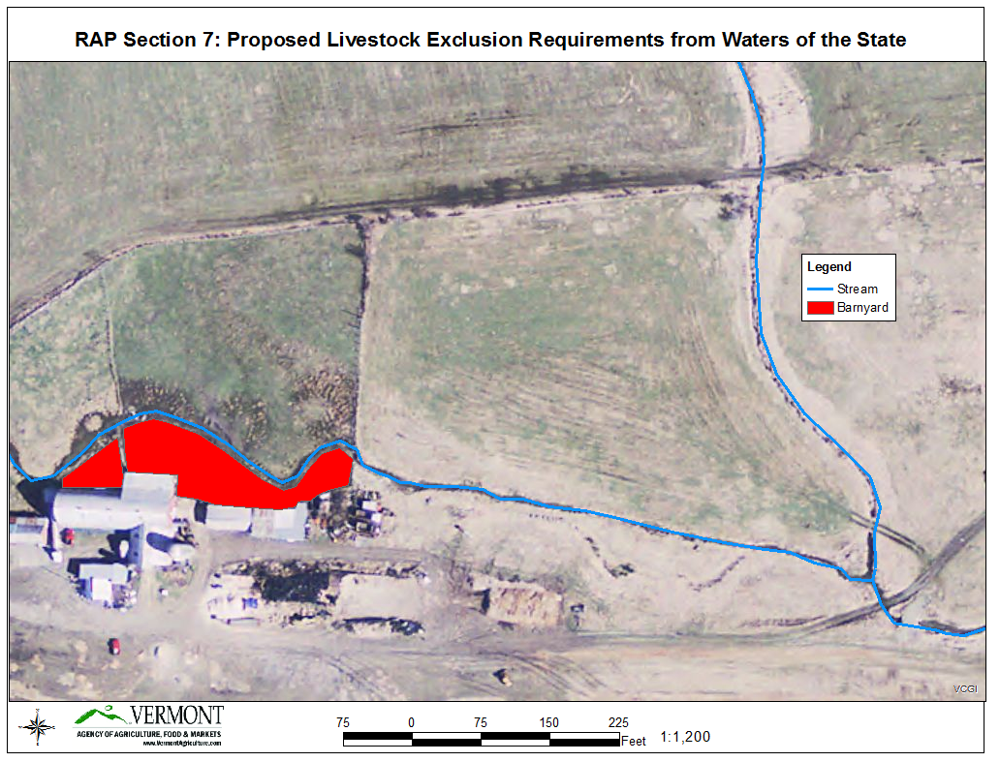 RAP Section 7: Proposed Livestock Exclusion Requirements from Waters of the State
Legend
Stream
Barnyard
VCGI
VERMONT
AGENCY OF AGRICULTURE, FOOD & MARKETS
www.VermontAgriculture.com
75 0 75 150 225
Feet
1:1,200